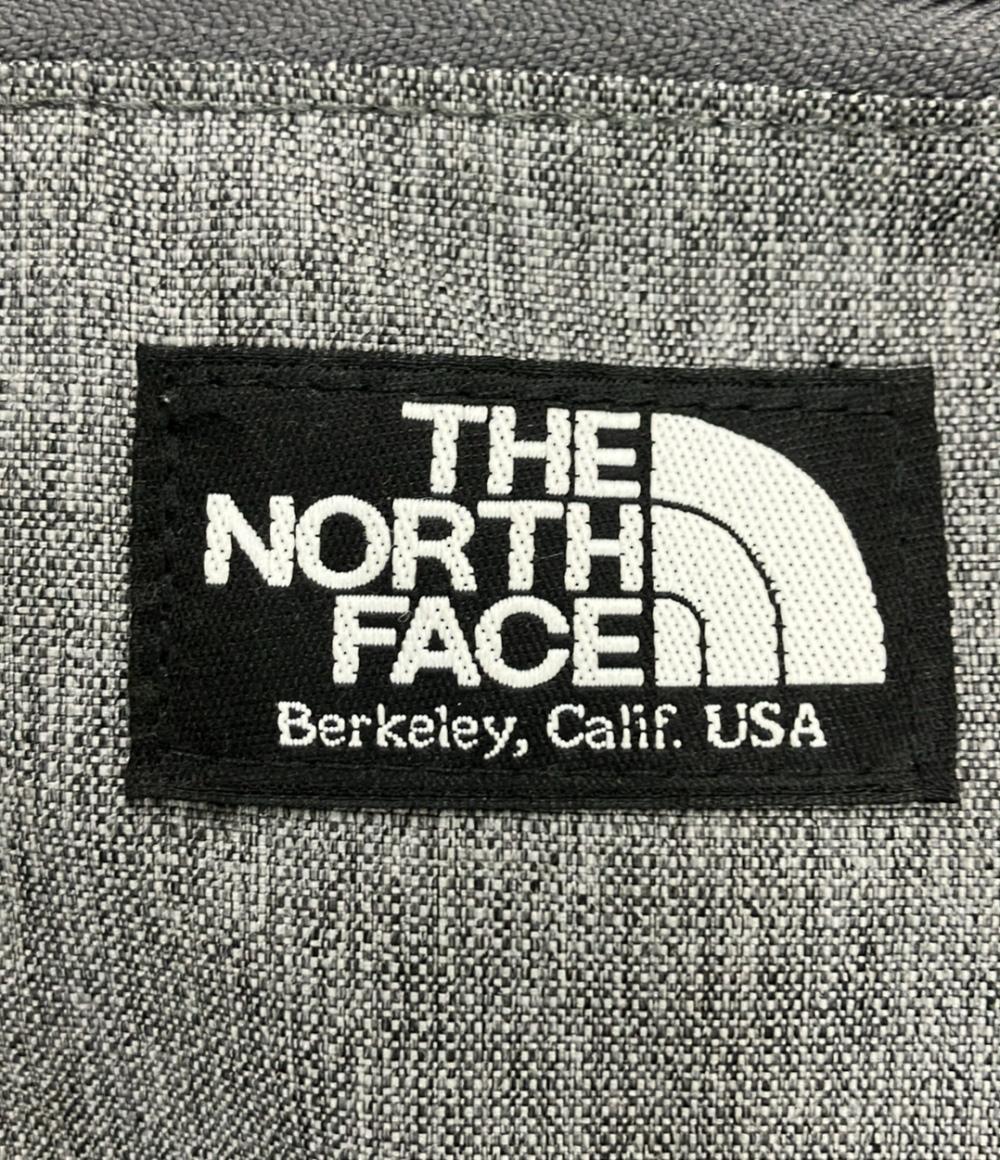 THE
NORTH
FACE
Berkeley, Calif. USA